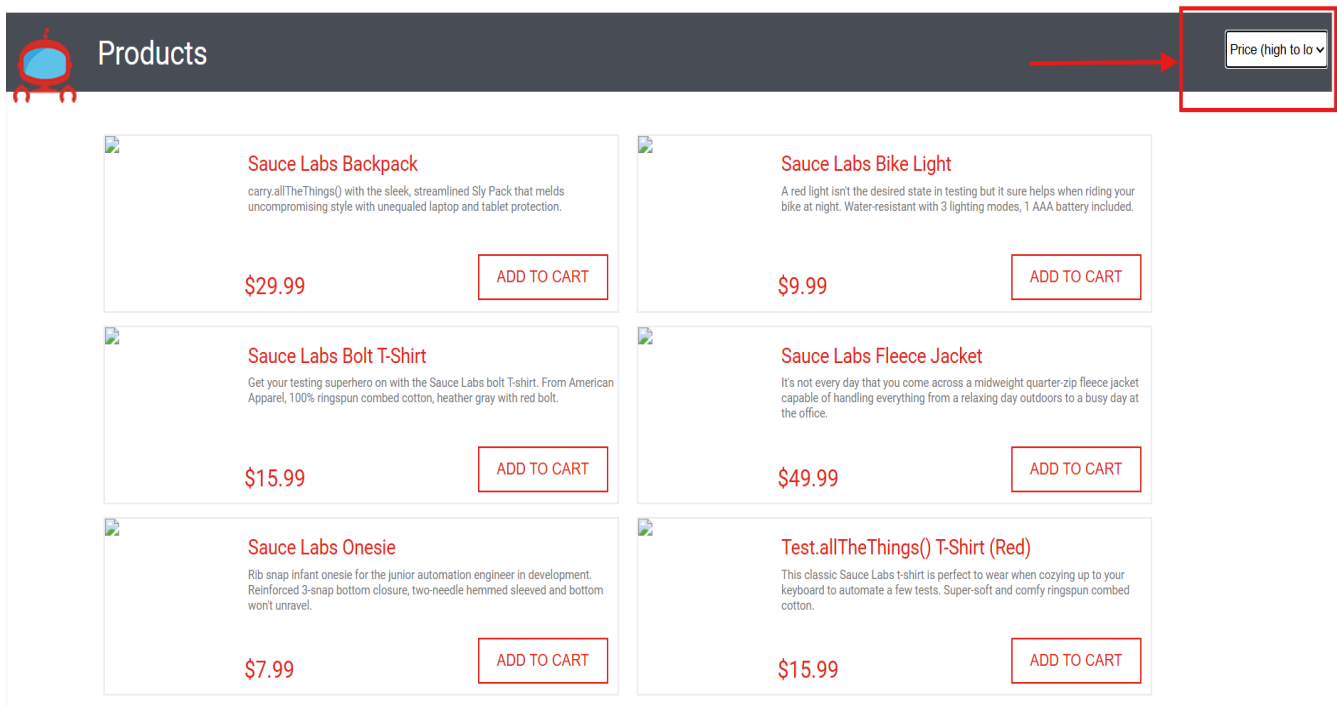 Products
Price (high to lo
Sauce Labs Backpack
carry.allTheThings() with the sleek, streamlined Sly Pack that melds
uncompromising style with unequaled laptop and tablet protection.
$29.99
ADD TO CART
Sauce Labs Bike Light
A red light isn't the desired state in testing but it sure helps when riding your
bike at night. Water-resistant with 3 lighting modes, 1 AAA battery included.
$9.99
ADD TO CART
Sauce Labs Bolt T-Shirt
Get your testing superhero on with the Sauce Labs bolt T-shirt. From American
Apparel, 100% ringspun combed cotton, heather gray with red bolt.
$15.99
ADD TO CART
Sauce Labs Fleece Jacket
It's not every day that you come across a midweight quarter-zip fleece jacket
capable of handling everything from a relaxing day outdoors to a busy day at
the office.
$49.99
ADD TO CART
Sauce Labs Onesie
Rib snap infant onesie for the junior automation engineer in development.
Reinforced 3-snap bottom closure, two-needle hemmed sleeved and bottom
won't unravel.
$7.99
ADD TO CART
Test.allTheThings() T-Shirt (Red)
This classic Sauce Labs t-shirt is perfect to wear when cozying up to your
keyboard to automate a few tests. Super-soft and comfy ringspun combed
cotton.
$15.99
ADD TO CART